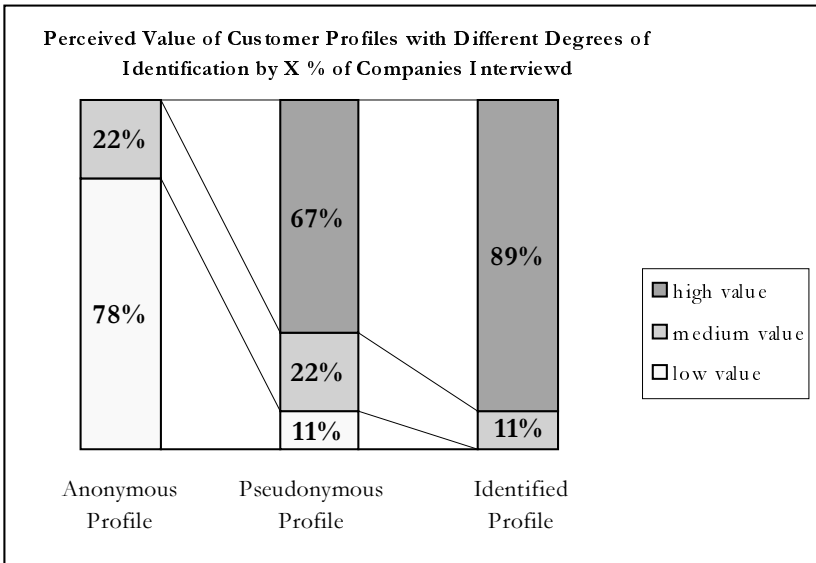 Perceived Value of Customer Profiles with Different Degrees of
Identification by X % of Companies Interviewd
22%
78%
67%
22%
11%
89%
11%
high value
medium value
low value
Anonymous
Profile
Pseudonymous
Profile
Identified
Profile